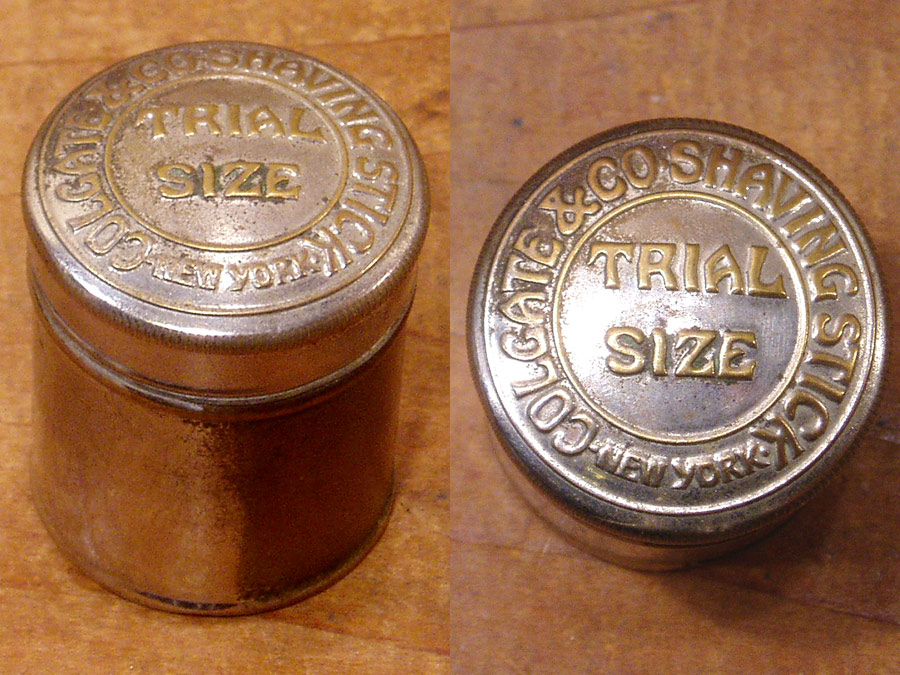 COLGATE & CO. SHAVING STICK
TRIAL
SIZE
·NEW YORK·
COLGATE & CO. SHAVING STICK
TRIAL
SIZE
·NEW YORK·